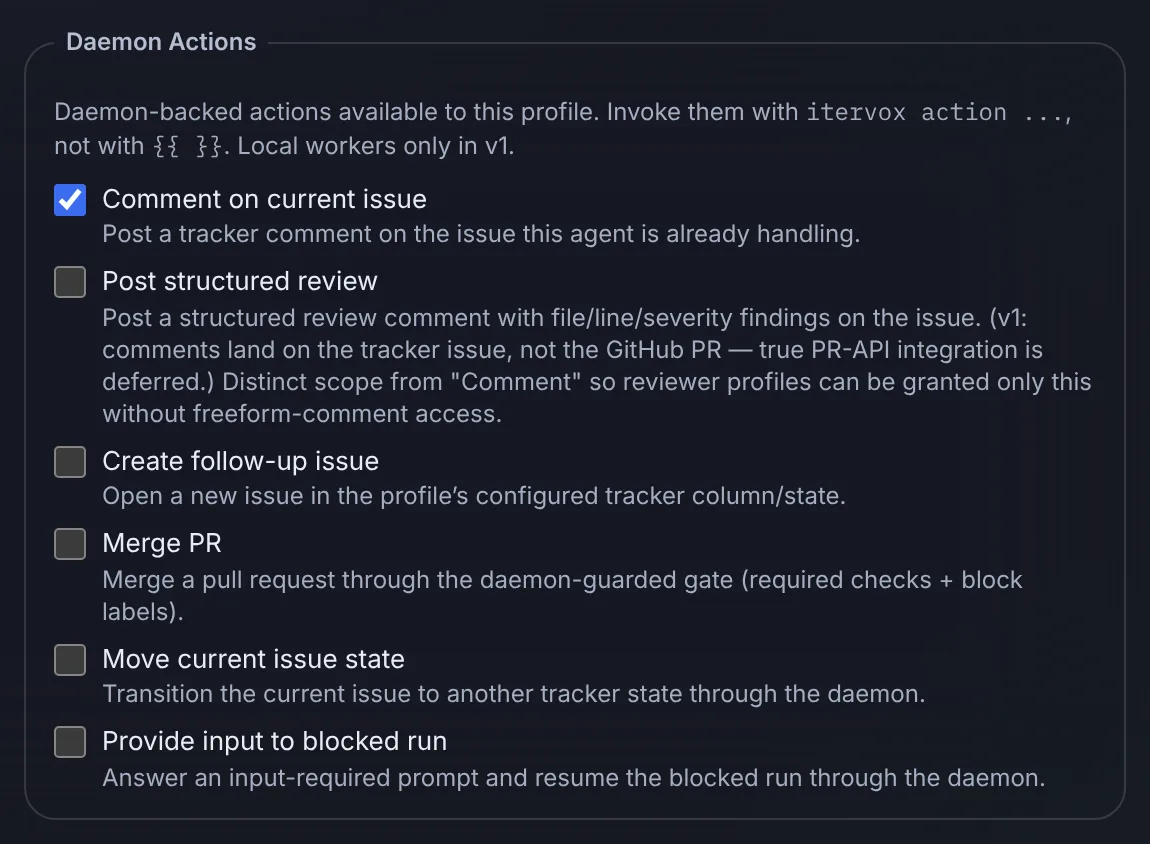 Daemon Actions
Daemon-backed actions available to this profile. Invoke them with itervox action ...,
not with {{ }}. Local workers only in v1.
Comment on current issue
Post a tracker comment on the issue this agent is already handling.
Post structured review
Post a structured review comment with file/line/severity findings on the issue. (v1:
comments land on the tracker issue, not the GitHub PR — true PR-API integration is
deferred.) Distinct scope from "Comment" so reviewer profiles can be granted only this
without freeform-comment access.
Create follow-up issue
Open a new issue in the profile’s configured tracker column/state.
Merge PR
Merge a pull request through the daemon-guarded gate (required checks + block
labels).
Move current issue state
Transition the current issue to another tracker state through the daemon.
Provide input to blocked run
Answer an input-required prompt and resume the blocked run through the daemon.